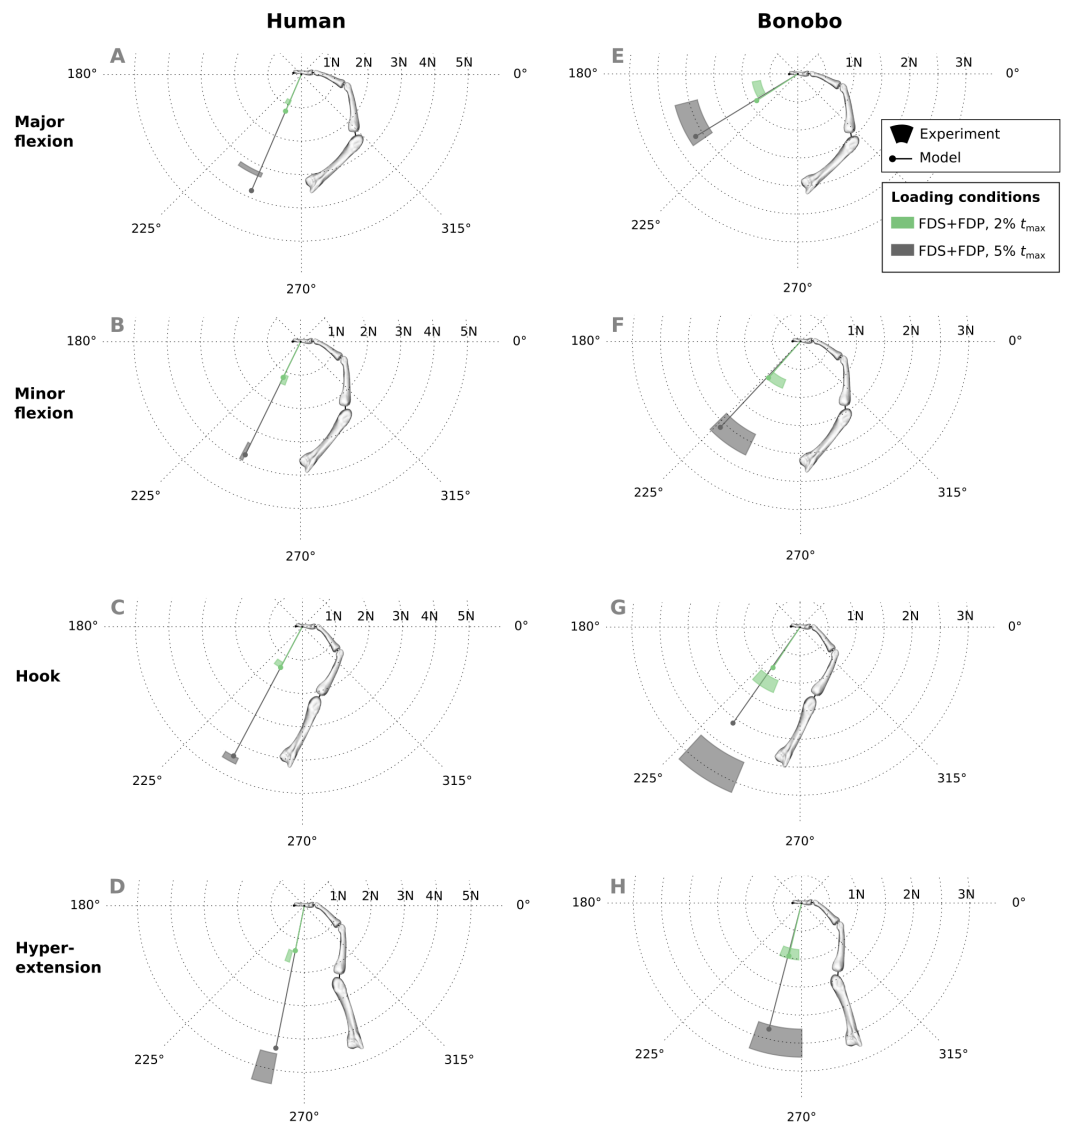 Human
Bonobo
A
180°
1N 2N 3N 4N 5N
0°
Major
flexion
225°
315°
270°
E
180°
1N 2N 3N
0°
225°
270°
Experiment
Model
Loading conditions
FDS+FDP, 2% tmax
FDS+FDP, 5% tmax
B
180°
1N 2N 3N 4N 5N
0°
Minor
flexion
225°
315°
270°
F
180°
1N 2N 3N
0°
225°
315°
270°
C
180°
1N 2N 3N 4N 5N
0°
Hook
225°
315°
270°
G
180°
1N 2N 3N
0°
225°
315°
270°
D
180°
1N 2N 3N 4N 5N
0°
Hyper-
extension
225°
315°
270°
H
180°
1N 2N 3N
0°
225°
315°
270°